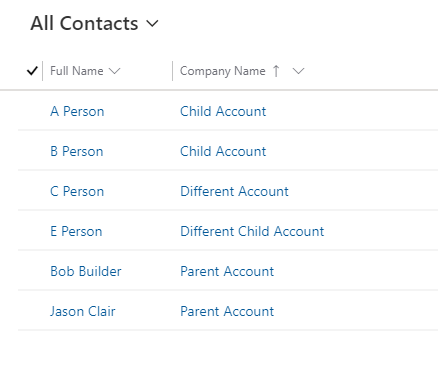 All Contacts
Full Name Company Name ↑
A Person Child Account
B Person Child Account
C Person Different Account
E Person Different Child Account
Bob Builder Parent Account
Jason Clair Parent Account